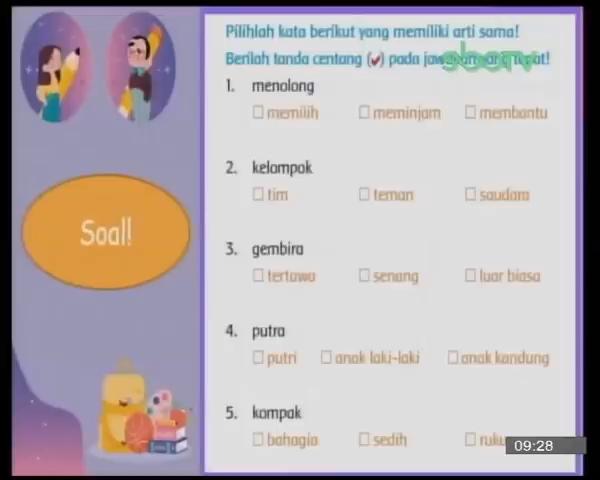 Pilihlah kata berikut yang memiliki arti sama!
Berilah tanda centang (✓) pada
sbotv
1. menolong
☐ memilih ☐ meminjam ☐ membantu
2. kelompok
☐ tim ☐ teman ☐ saudara
3. gembira
☐ tertawa ☐ senang ☐ luar biasa
4. putra
☐ putri ☐ anak laki-laki ☐ anak kandung
5. kompak
☐ bahagia ☐ sedih ☐
Soal!
09:28